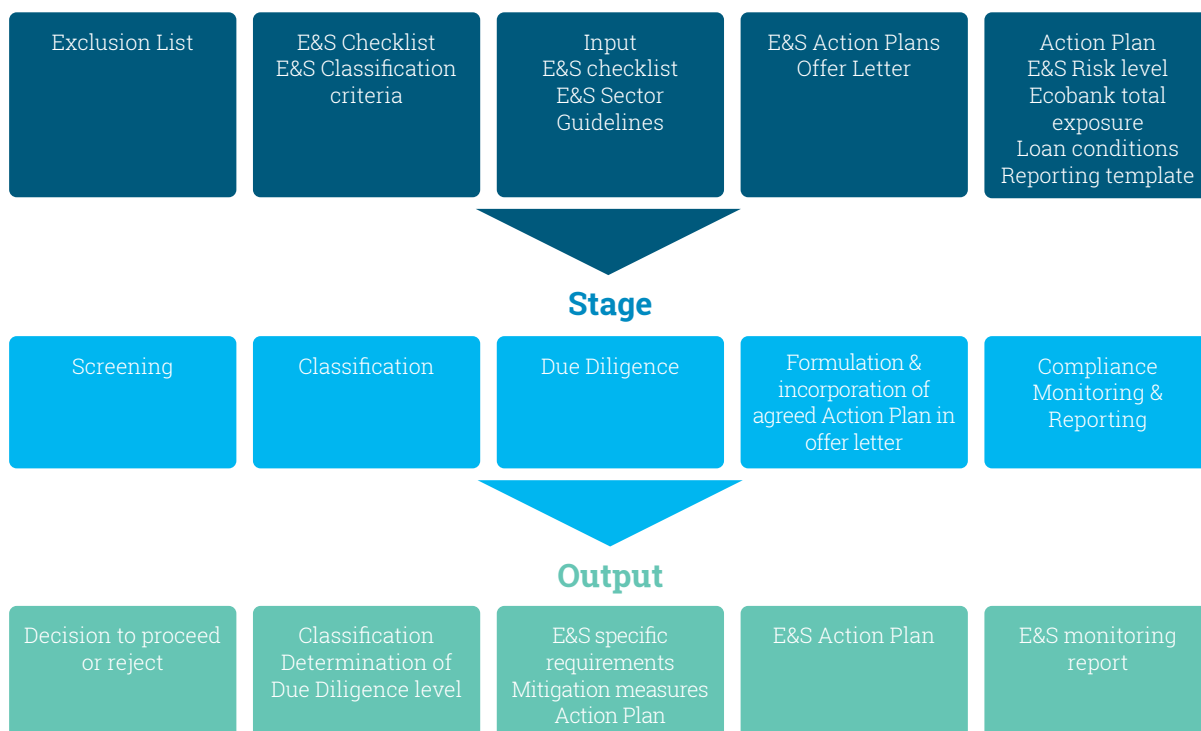 Exclusion List
E&S Checklist
E&S Classification
criteria
Input
E&S checklist
E&S Sector
Guidelines
E&S Action Plans
Offer Letter
Action Plan
E&S Risk level
Ecobank total
exposure
Loan conditions
Reporting template
Stage
Screening
Classification
Due Diligence
Formulation &
incorporation of
agreed Action Plan in
offer letter
Compliance
Monitoring &
Reporting
Output
Decision to proceed
or reject
Classification
Determination of
Due Diligence level
E&S specific
requirements
Mitigation measures
Action Plan
E&S Action Plan
E&S monitoring
report